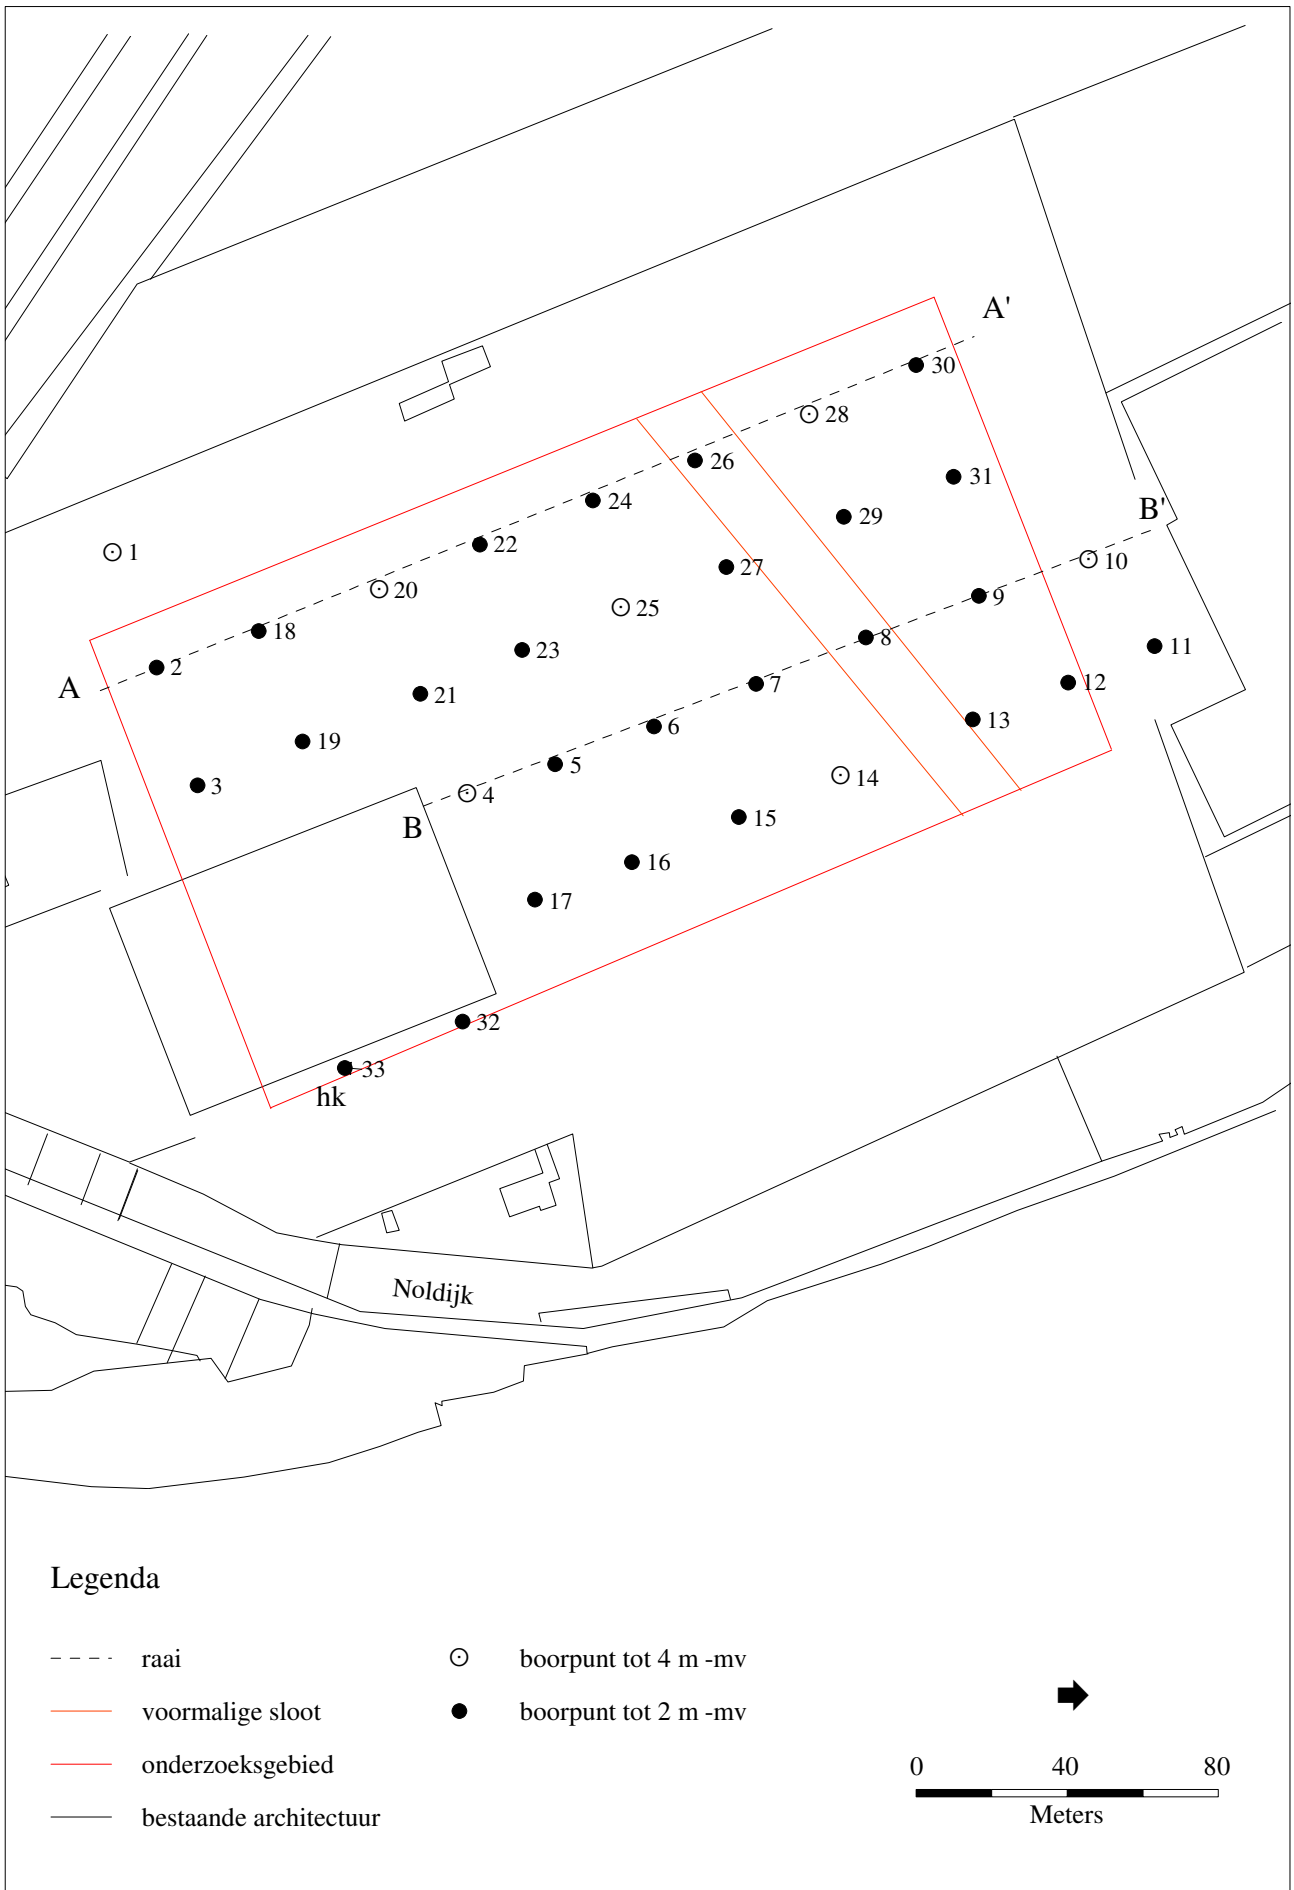 A'
30
28
26
31
B'
24
29
22
1
27
10
20
25
9
18
8
11
23
2
12
A
21
7
13
19
6
5
14
3
4
B
15
16
17
32
33
hk
Noldijk
Legenda
raai
boorpunt tot 4 m -mv
voormalige sloot
boorpunt tot 2 m -mv
onderzoeksgebied
0 40 80
bestaande architectuur
Meters